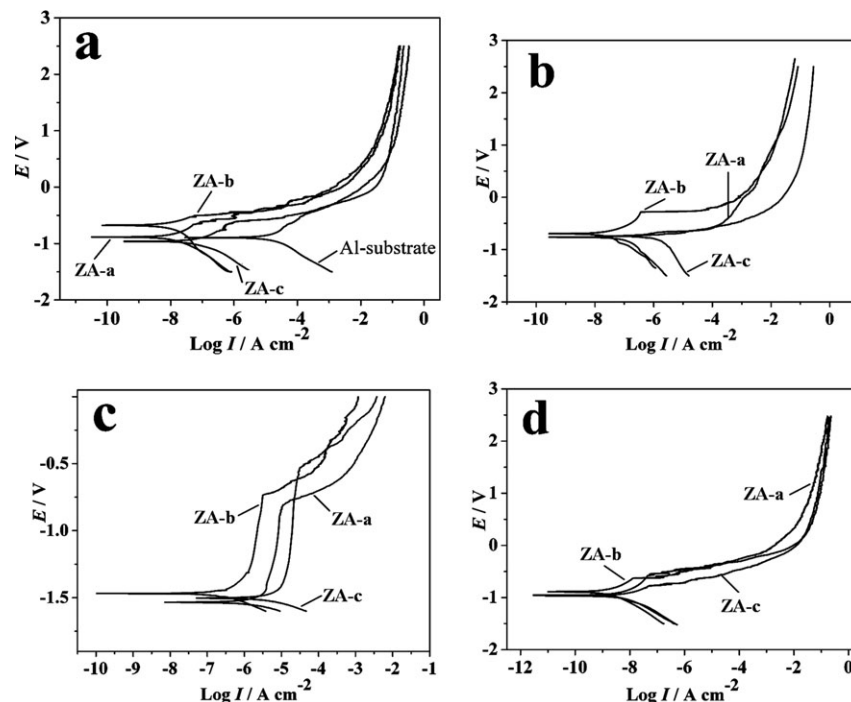 a
3
2
1
0
-1
-2
E / V
ZA-b
ZA-a
ZA-c
Al-substrate
-10 -8 -6 -4 -2 0
Log I / A cm-2
b
3
2
1
0
-1
-2
E / V
ZA-a
ZA-b
ZA-c
-10 -8 -6 -4 -2 0
Log I / A cm-2
c
-0.5
-1.0
-1.5
E / V
ZA-b
ZA-a
ZA-c
-10 -9 -8 -7 -6 -5 -4 -3 -2 -1
Log I / A cm-2
d
3
2
1
0
-1
-2
E / V
ZA-a
ZA-b
ZA-c
-12 -10 -8 -6 -4 -2 0
Log I / A cm-2